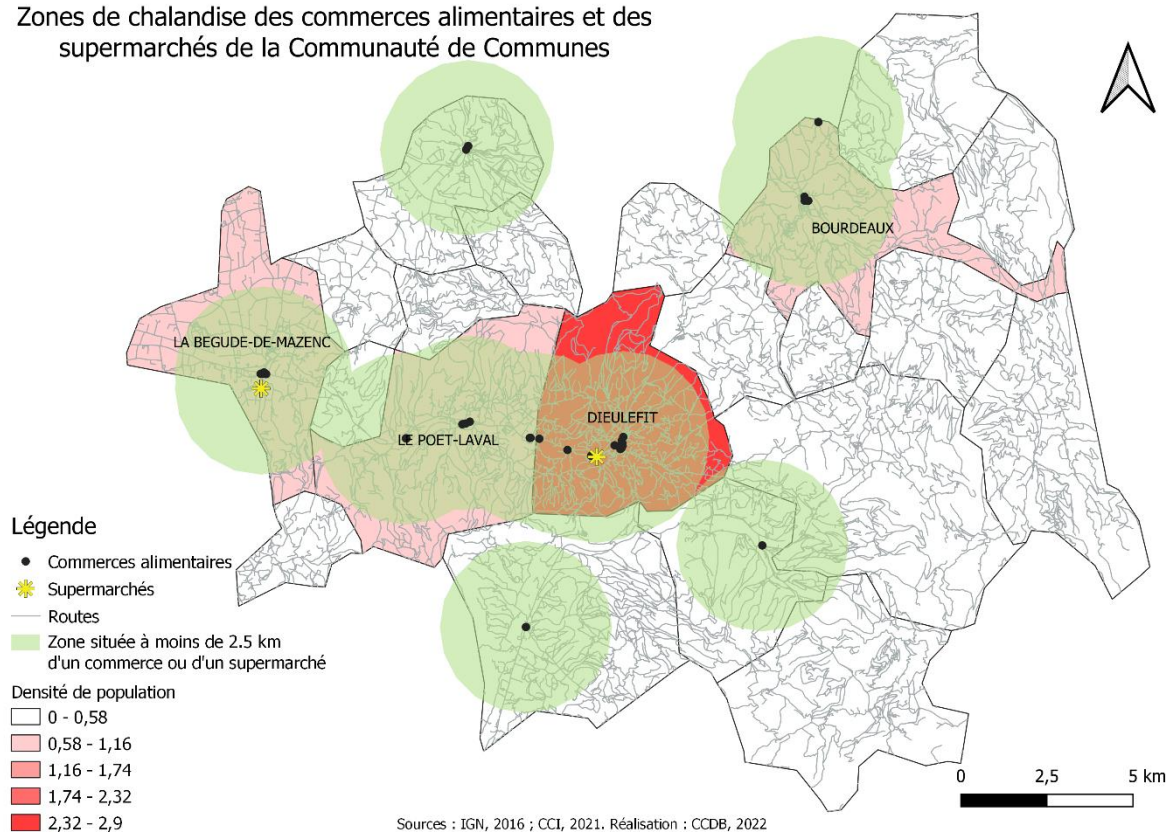 Zones de chalandise des commerces alimentaires et des
supermarchés de la Communauté de Communes
BOURDEAUX
LA BEGUDE-DE-MAZENC
DIEULEFIT
LE POET-LAVAL
Légende
Commerces alimentaires
Supermarchés
Routes
Zone située à moins de 2.5 km
d'un commerce ou d'un supermarché
Densité de population
0 - 0,58
0,58 - 1,16
1,16 - 1,74
1,74 - 2,32
2,32 - 2,9
0 2,5 5 km
Sources : IGN, 2016 ; CCI, 2021. Réalisation : CCDB, 2022